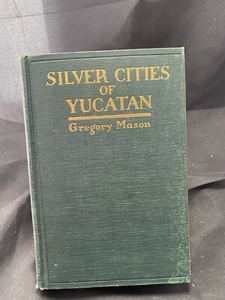 SILVER CITIES
OF
YUCATAN
Gregory Mason